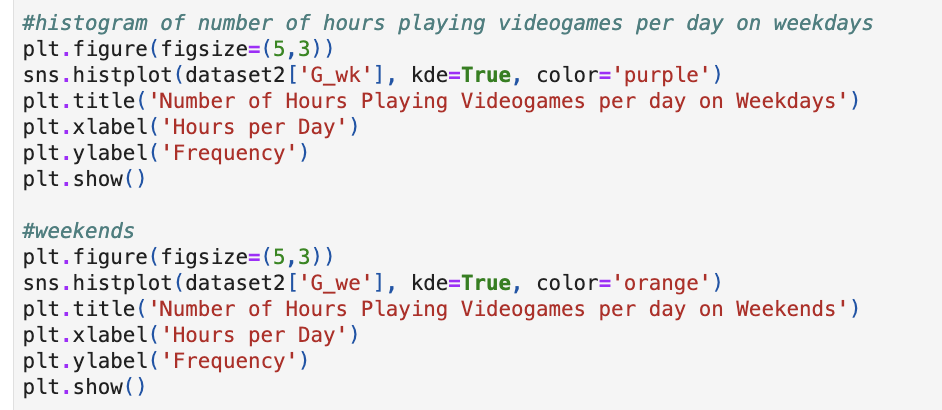 #histogram of number of hours playing videogames per day on weekdays
plt.figure(figsize=(5,3))
sns.histplot(dataset2['G_wk'], kde=True, color='purple')
plt.title('Number of Hours Playing Videogames per day on Weekdays')
plt.xlabel('Hours per Day')
plt.ylabel('Frequency')
plt.show()

#weekends
plt.figure(figsize=(5,3))
sns.histplot(dataset2['G_we'], kde=True, color='orange')
plt.title('Number of Hours Playing Videogames per day on Weekends')
plt.xlabel('Hours per Day')
plt.ylabel('Frequency')
plt.show()